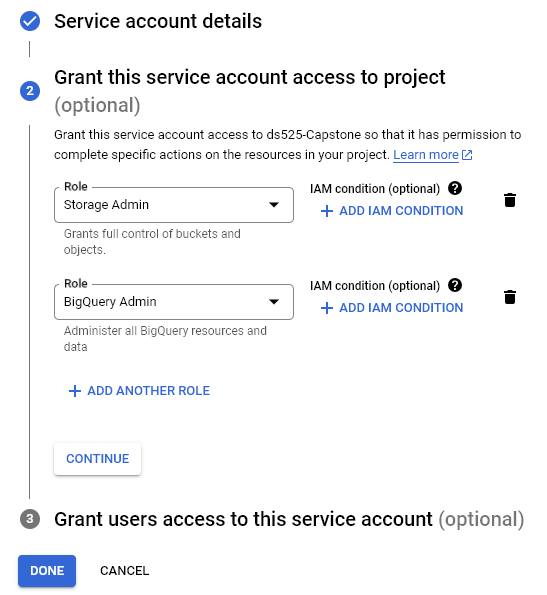 Service account details
2
Grant this service account access to project
(optional)
Grant this service account access to ds525-Capstone so that it has permission to
complete specific actions on the resources in your project. Learn more
Role
Storage Admin
IAM condition (optional) ?
+ ADD IAM CONDITION
Grants full control of buckets and
objects.
Role
BigQuery Admin
IAM condition (optional) ?
+ ADD IAM CONDITION
Administer all BigQuery resources and
data
+ ADD ANOTHER ROLE
CONTINUE
3 Grant users access to this service account (optional)
DONE CANCEL